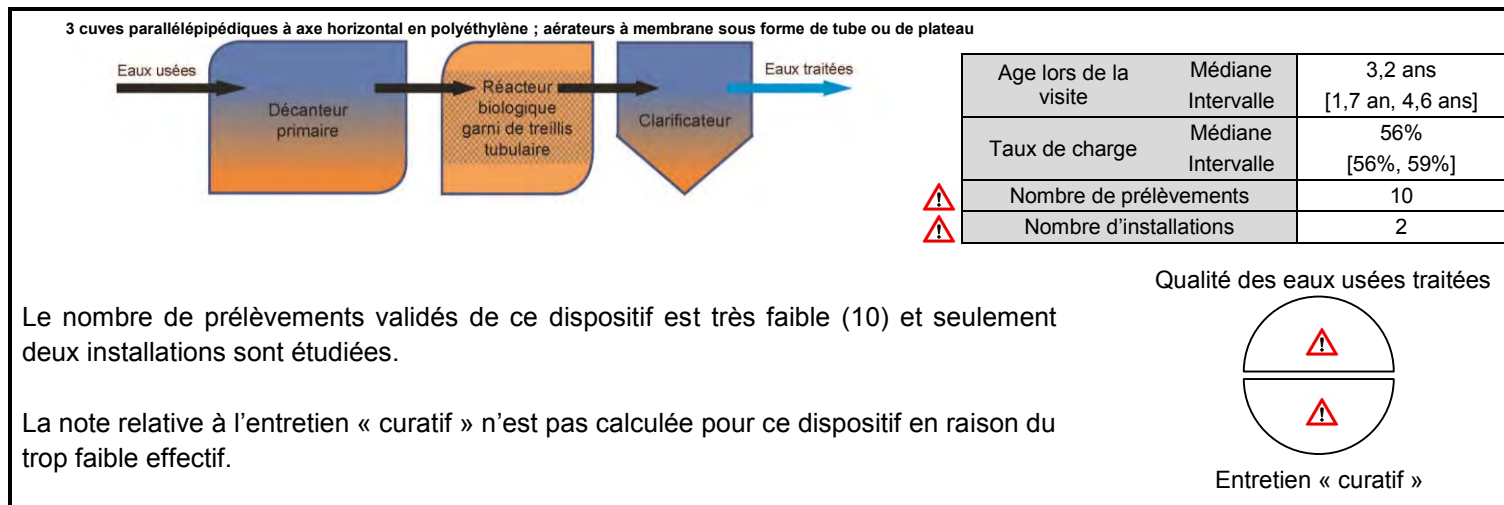 3 cuves parallélépipédiques à axe horizontal en polyéthylène ; aérateurs à membrane sous forme de tube ou de plateau
Eaux usées
Décanteur
primaire
Réacteur
biologique
garni de treillis
tubulaire
Clarificateur
Eaux traitées
Age lors de la visite Médiane 3,2 ans
Intervalle [1,7 an, 4,6 ans]
Taux de charge Médiane 56%
Intervalle [56%, 59%]
Nombre de prélèvements 10
Nombre d'installations 2
Le nombre de prélèvements validés de ce dispositif est très faible (10) et seulement
deux installations sont étudiées.
La note relative à l'entretien « curatif » n'est pas calculée pour ce dispositif en raison du
trop faible effectif.
Qualité des eaux usées traitées
Entretien « curatif »